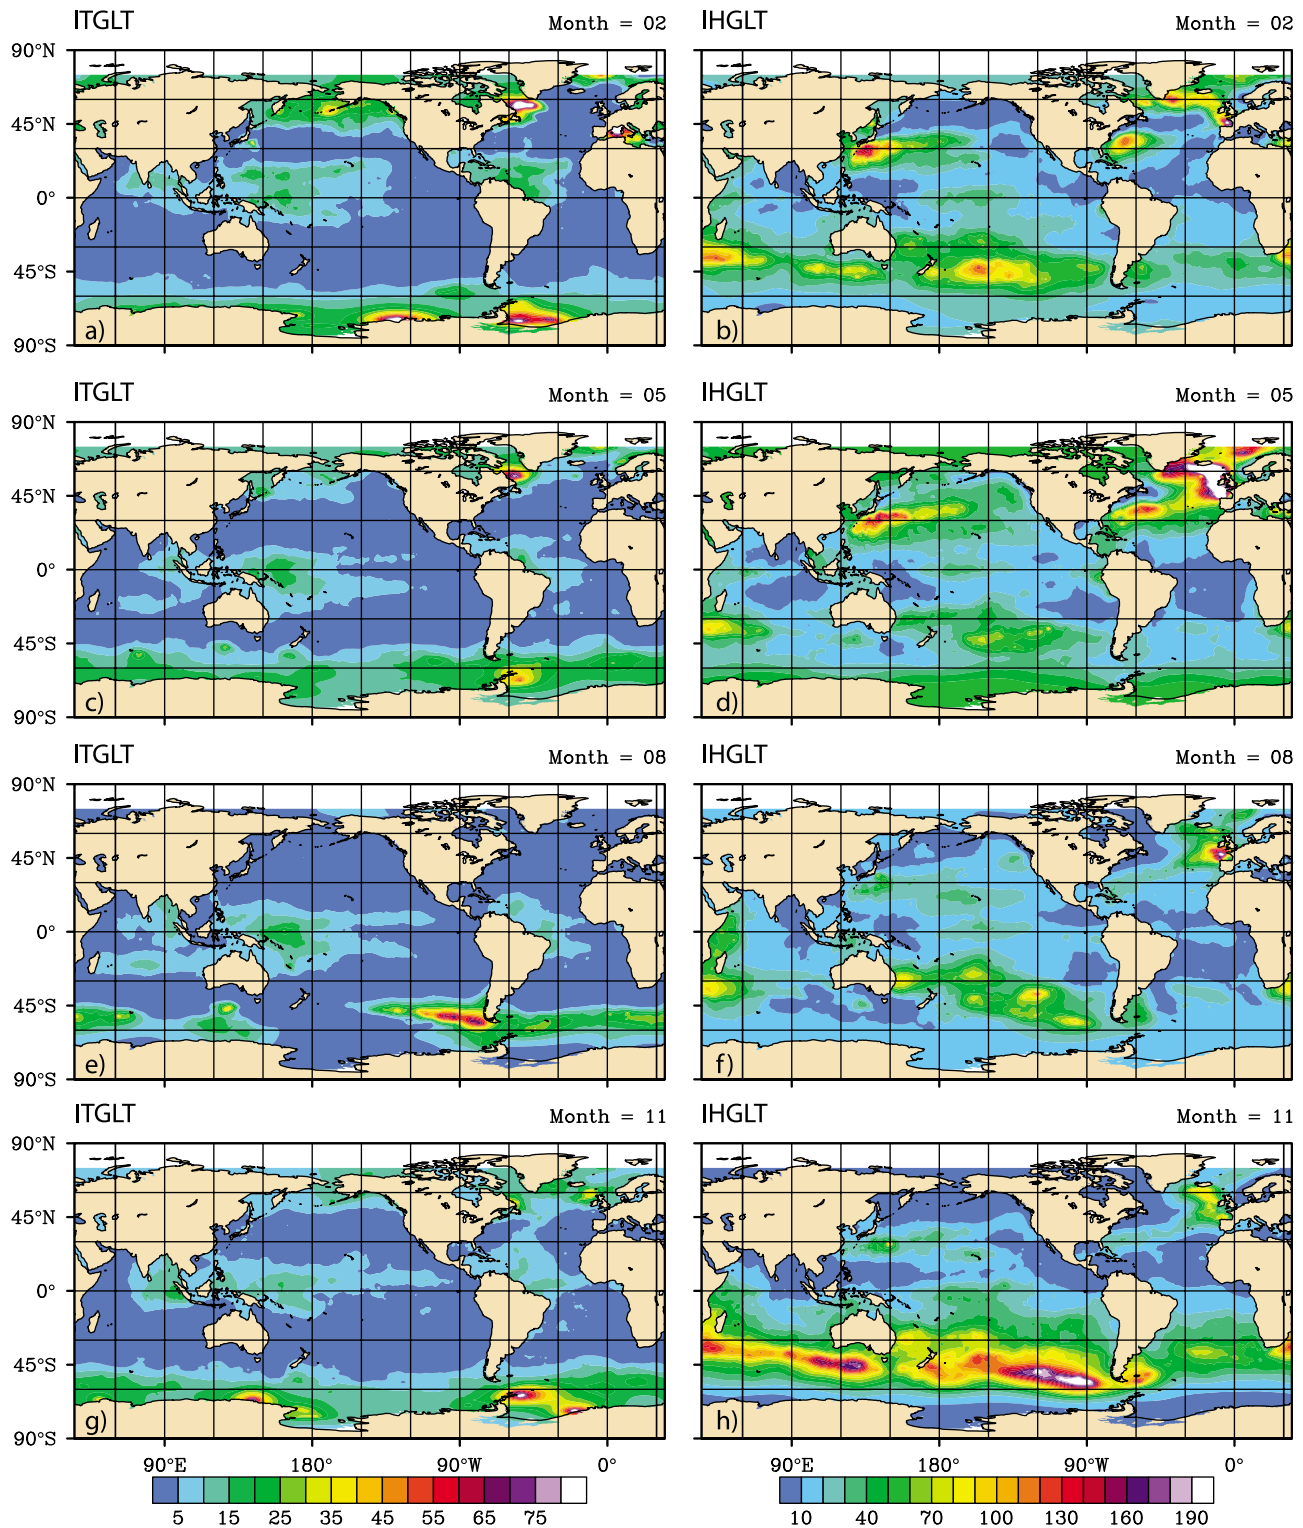 ITGLT Month = 02 IHGLT Month = 02
90°N
45°N
0°
45°S
90°S
a) b)
ITGLT Month = 05 IHGLT Month = 05
90°N
45°N
0°
45°S
90°S
c) d)
ITGLT Month = 08 IHGLT Month = 08
90°N
45°N
0°
45°S
90°S
e) f)
ITGLT Month = 11 IHGLT Month = 11
90°N
45°N
0°
45°S
90°S
g) h)
90°E 180° 90°W 0° 90°E 180° 90°W 0°
5 15 25 35 45 55 65 75 10 40 70 100 130 160 190